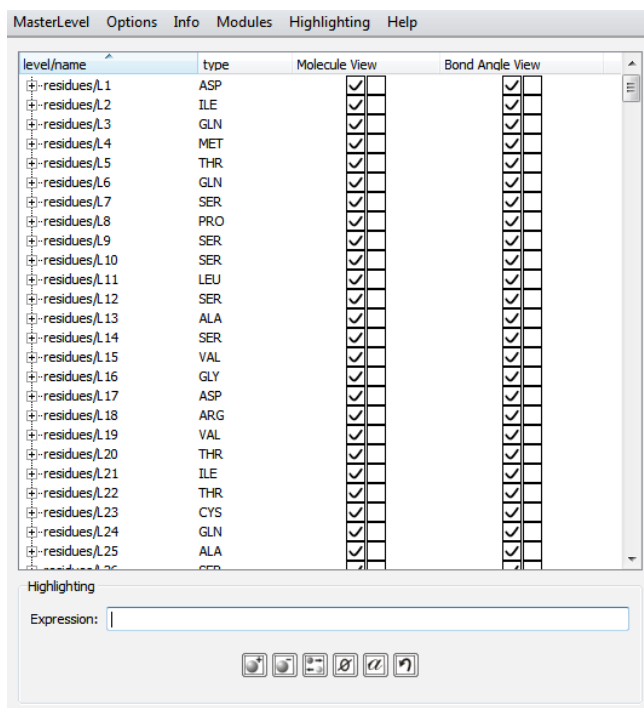 MasterLevel Options Info Modules Highlighting Help
level/name type Molecule View Bond Angle View
residues/L1 ASP
residues/L2 ILE
residues/L3 GLN
residues/L4 MET
residues/L5 THR
residues/L6 GLN
residues/L7 SER
residues/L8 PRO
residues/L9 SER
residues/L10 SER
residues/L11 LEU
residues/L12 SER
residues/L13 ALA
residues/L14 SER
residues/L15 VAL
residues/L16 GLY
residues/L17 ASP
residues/L18 ARG
residues/L19 VAL
residues/L20 THR
residues/L21 ILE
residues/L22 THR
residues/L23 CYS
residues/L24 GLN
residues/L25 ALA
Highlighting
Expression: